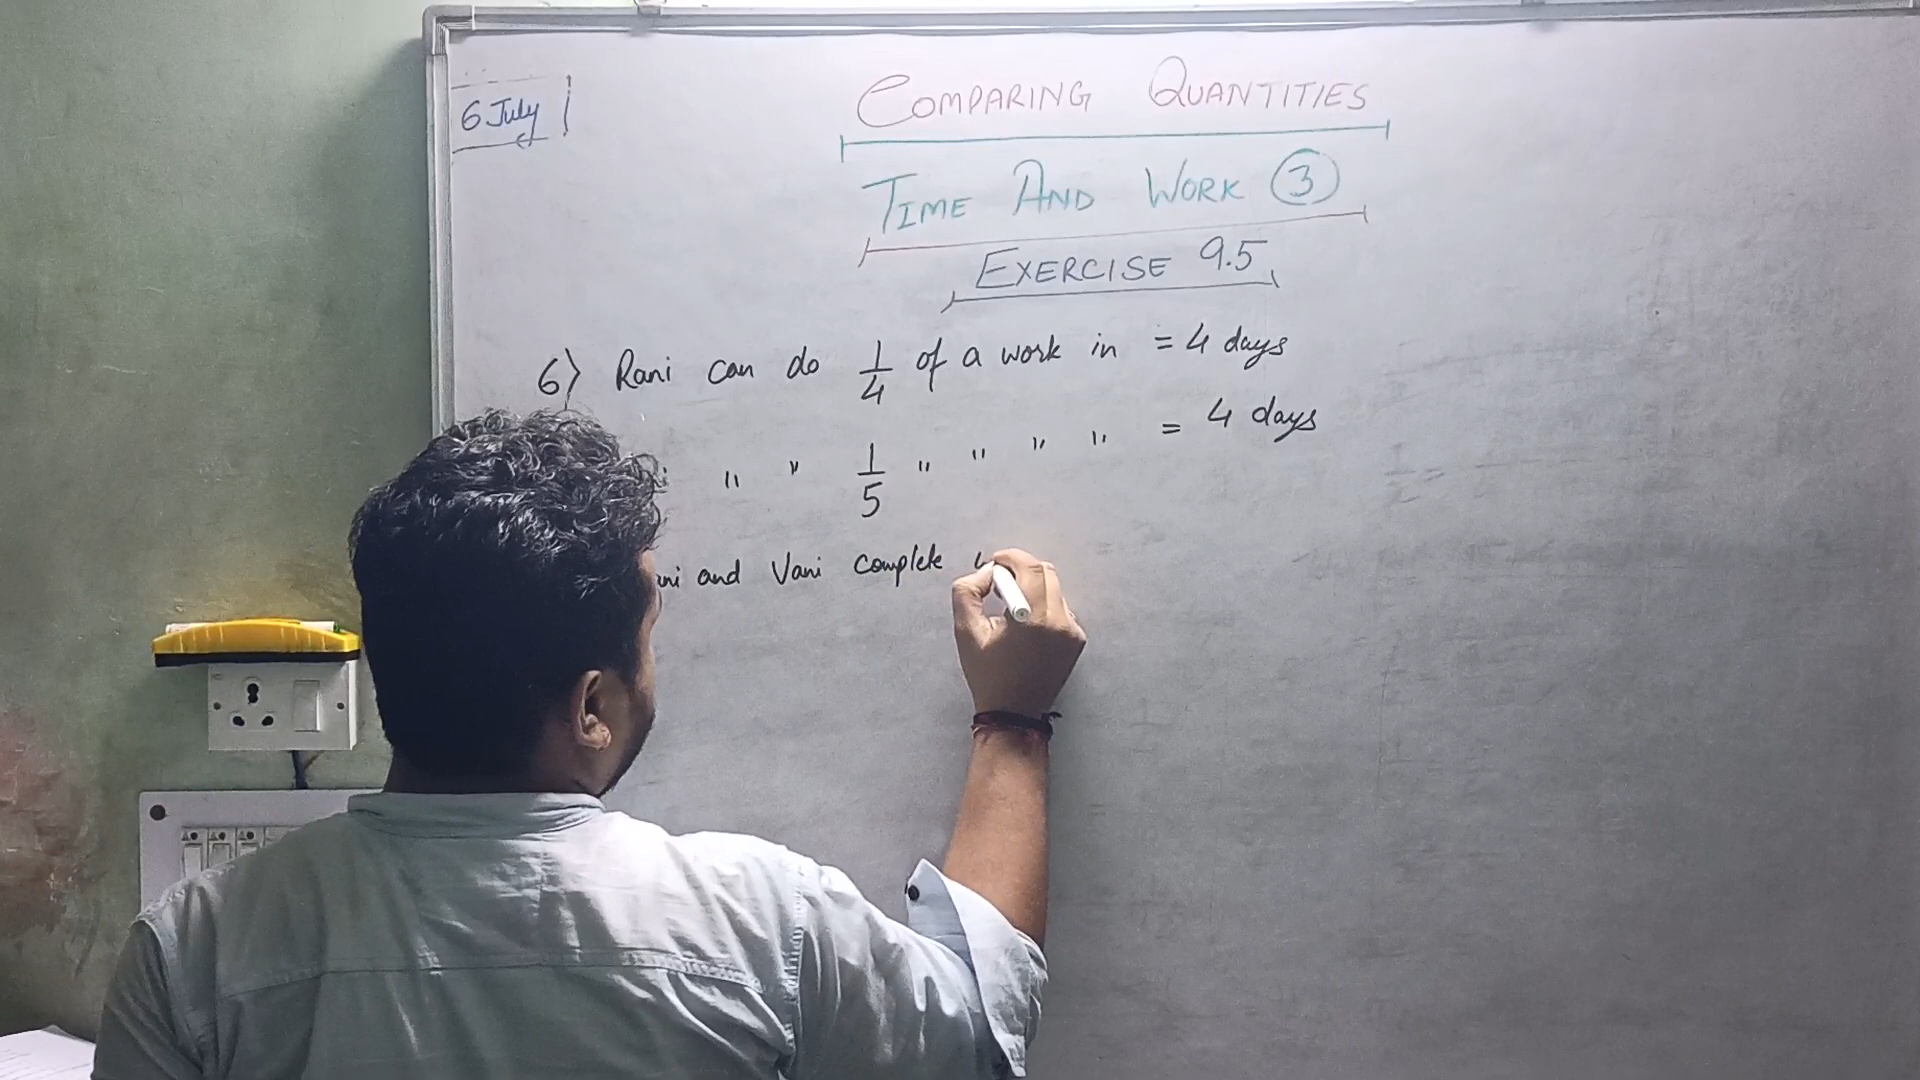 6 July
COMPARING QUANTITIES
TIME AND WORK 3
EXERCISE 9.5
6) Rani can do 1/4 of a work in = 4 days
" " 1/5 " " " " = 4 days
and Vani complete